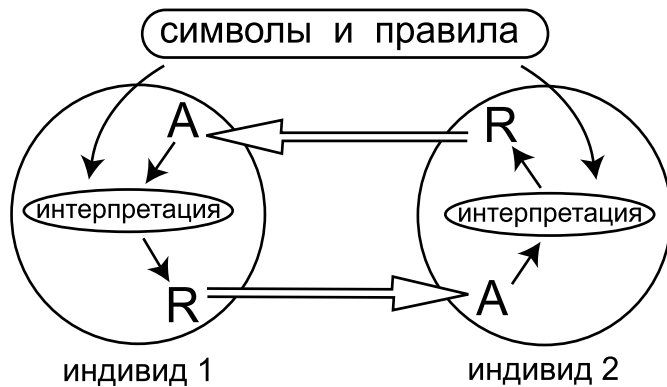 символы и правила
A
R
интерпретация
интерпретация
R
A
индивид 1
индивид 2